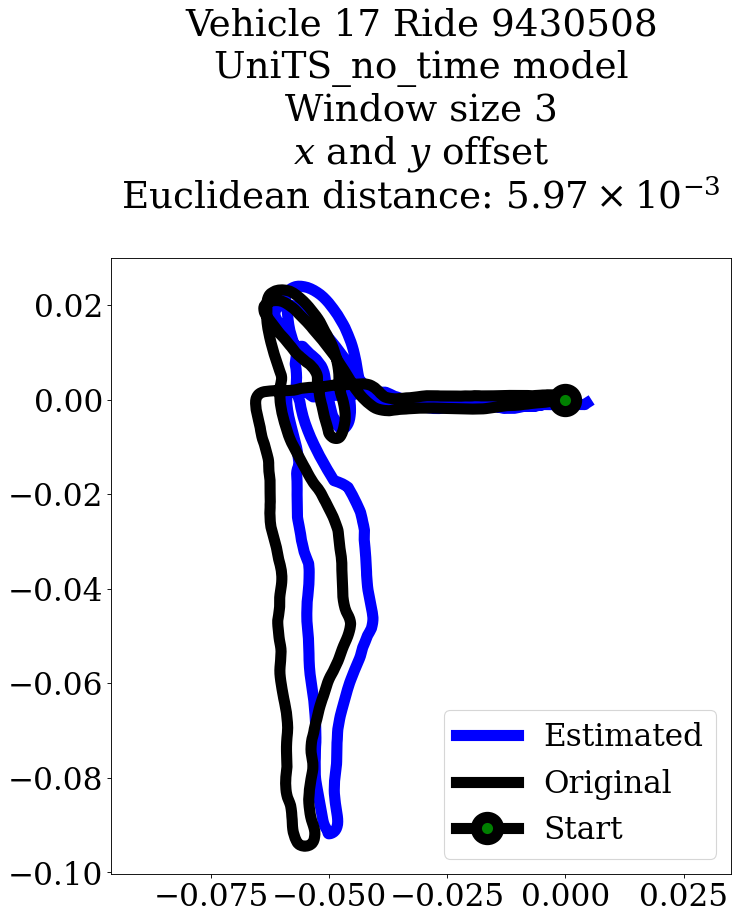 Vehicle 17 Ride 9430508
UniTS_no_time model
Window size 3
x and y offset
Euclidean distance: 5.97 × 10⁻³
0.02
0.00
−0.02
−0.04
−0.06
−0.08
−0.10
Estimated
Original
Start
−0.075 −0.050 −0.025 0.000 0.025